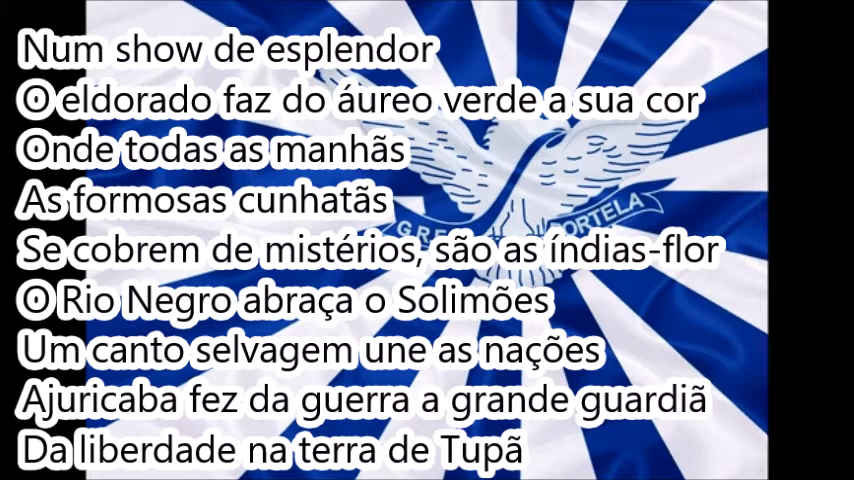 Num show de esplendor
O eldorado faz do áureo verde a sua cor
Onde todas as manhãs
As formosas cunhatãs
Se cobrem de mistérios, são as índias-flor
O Rio Negro abraça o Solimões
Um canto selvagem une as nações
Ajuricaba fez da guerra a grande guardiã
Da liberdade na terra de Tupã